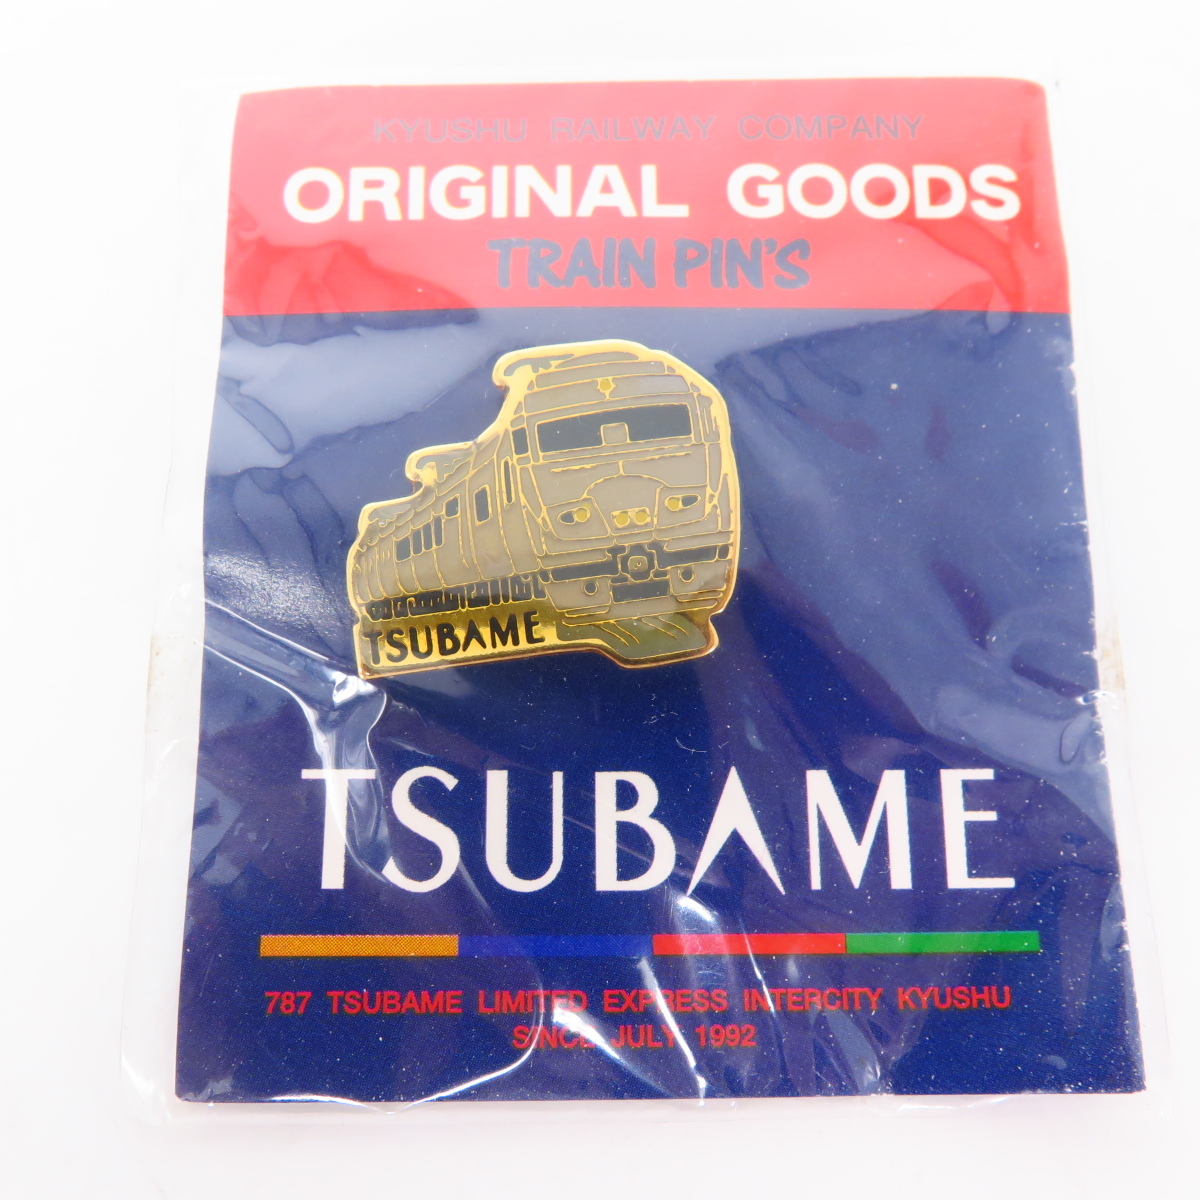 KYUSHU RAILWAY COMPANY
ORIGINAL GOODS
TRAIN PIN'S
TSUBAME
TSUBAME
787 TSUBAME LIMITED EXPRESS INTERCITY KYUSHU
SINCE JULY 1992